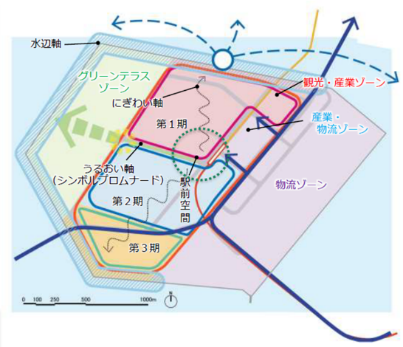 水辺軸
グリーンテラス
ゾーン
にぎわい軸
第1期
観光・産業ゾーン
産業・
物流ゾーン
うるおい軸
(シンボルプロムナード)
駅前空間
物流ゾーン
第2期
第3期
0 100 250 500 1000m